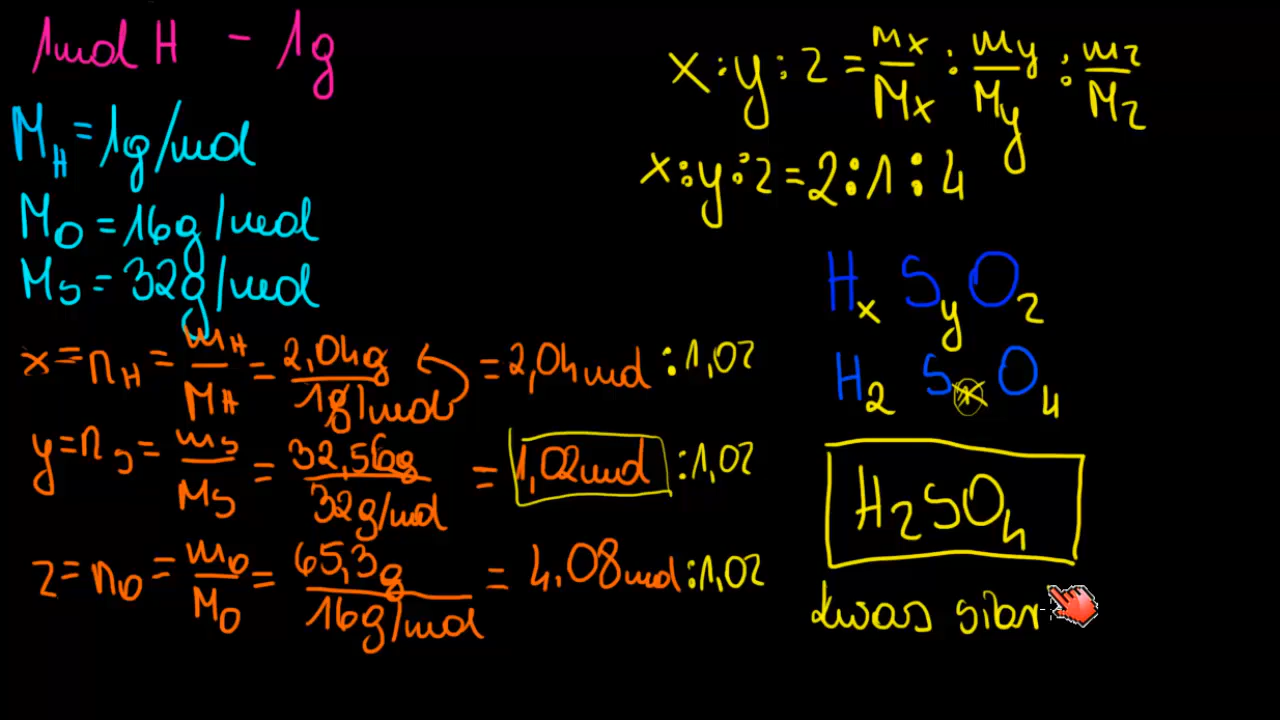 1mol H - 1g
M_H = 1g/mol
M_O = 16g/mol
M_S = 32g/mol
x = n_H = m_H/M_H = 2,04g/1g/mol = 2,04mol :1,02
y = n_S = m_S/M_S = 32,56g/32g/mol = 1,02mol :1,02
z = n_O = m_O/M_O = 65,3g/16g/mol = 4,08mol :1,02
x : y : z = m_x/M_x : m_y/M_y : m_z/M_z
x : y : z = 2 : 1 : 4
H_x S_y O_z
H_2 S_1 O_4
H_2SO_4
kwas siar